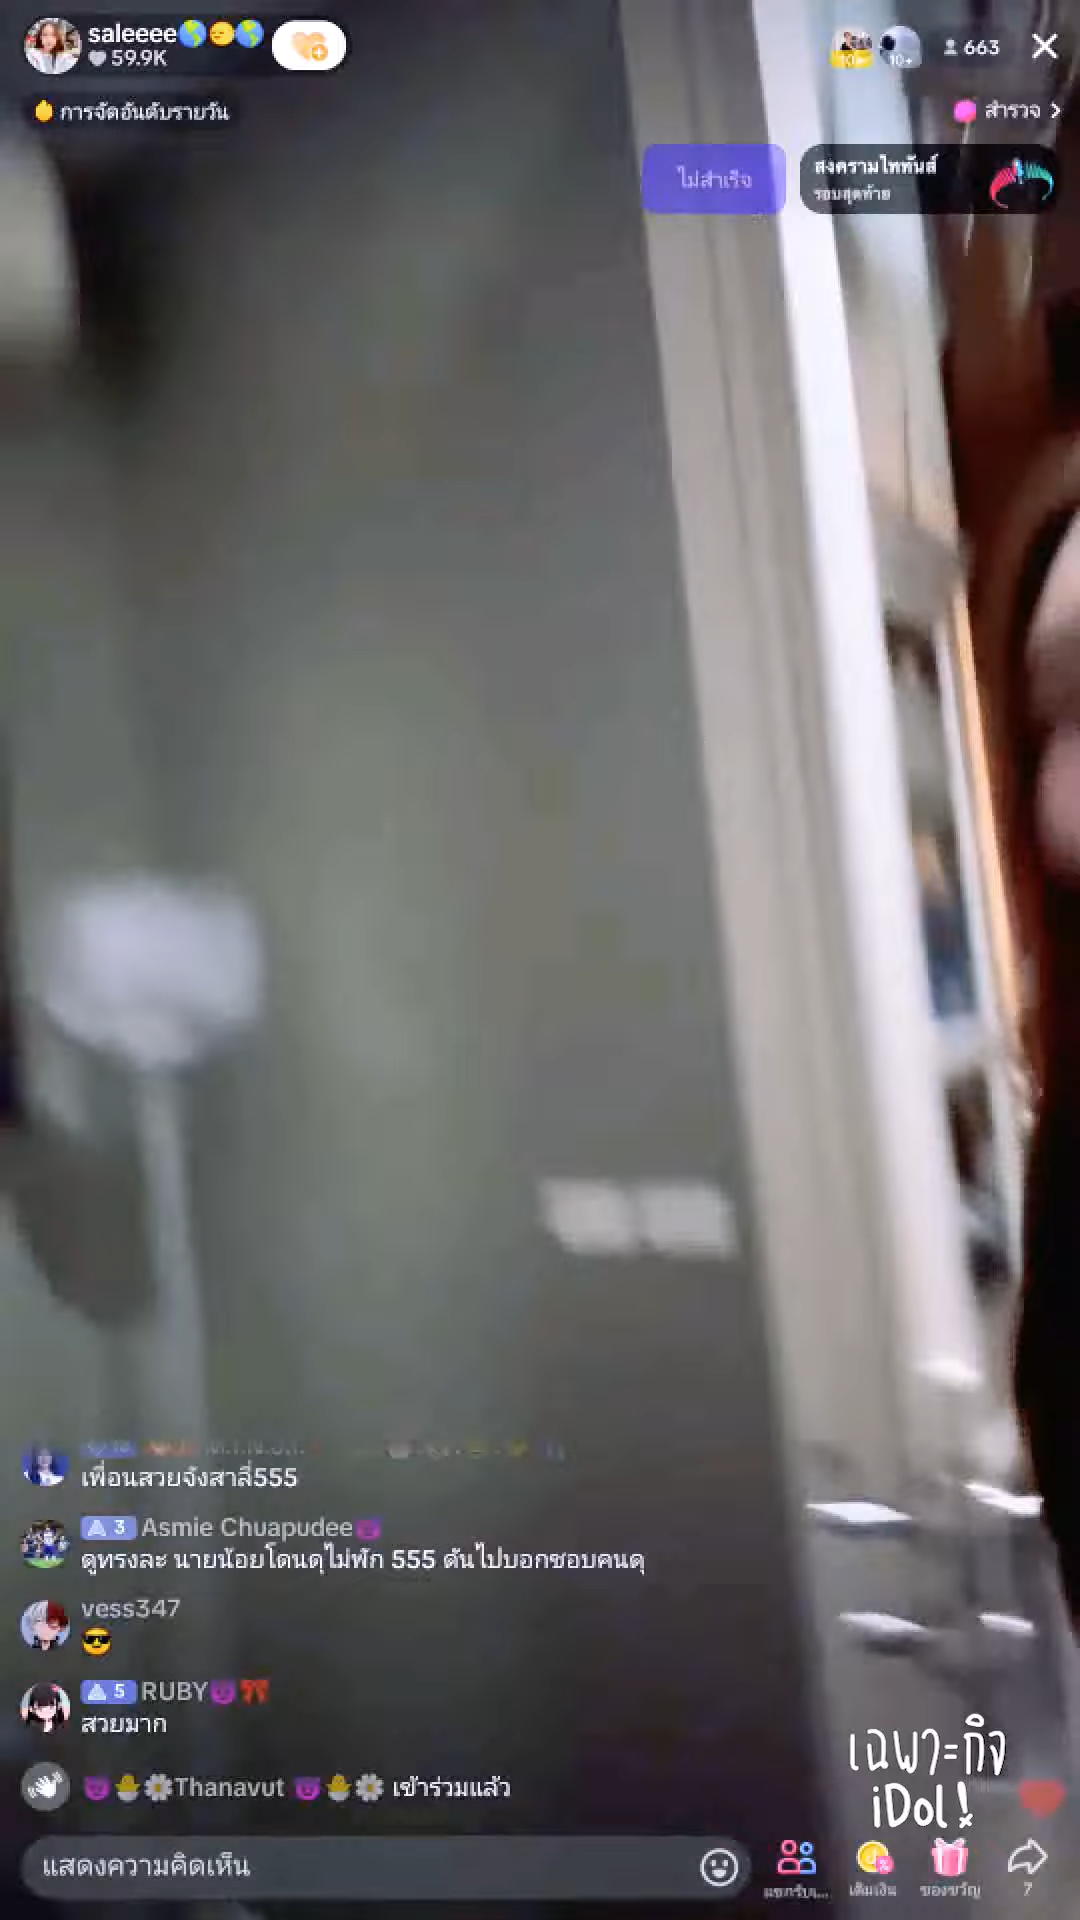 saleeee🌎🌝🌎
59.9K
663
10+
10+
การจัดอันดับรายวัน
สำรวจ >
ไม่สำเร็จ
สงครามไททันส์
รอบสุดท้าย
เพื่อนสวยจังสาลี่555
3 Asmie Chuapudee😈
ดูทรงละ นายน้อยโดนดุไม่พัก 555 ดันไปบอกชอบคนดุ
vess347
😎
5 RUBY😈🎀
สวยมาก
😈🐥🌼Thanavut 😈🐥🌼 เข้าร่วมแล้ว
เฉพาะกิจ
iDol!
แสดงความคิดเห็น
เติมเงิน
ของขวัญ
7